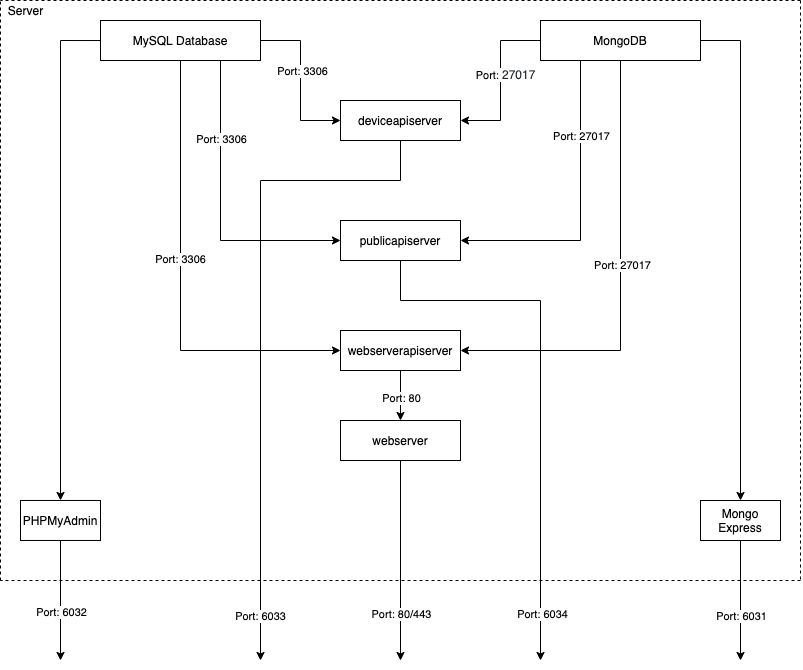 Server
MySQL Database
MongoDB
Port: 3306
Port: 27017
deviceapiserver
Port: 3306
Port: 27017
publicapiserver
Port: 3306
Port: 27017
webserverapiserver
Port: 80
webserver
PHPMyAdmin
Mongo
Express
Port: 6032
Port: 6033
Port: 80/443
Port: 6034
Port: 6031